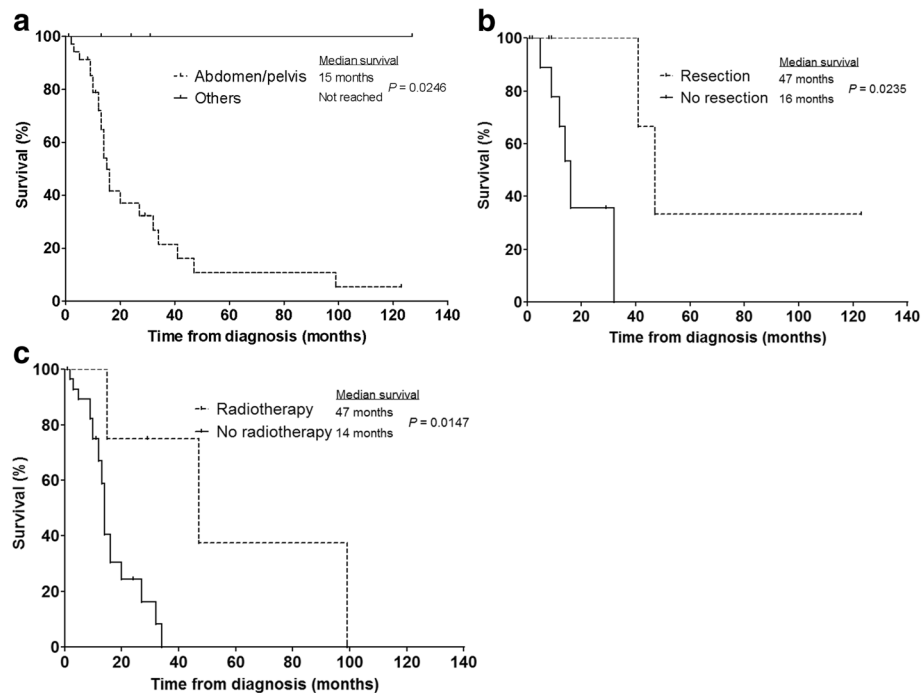 a
100
80
60
40
20
0
Survival (%)
0 20 40 60 80 100 120 140
Time from diagnosis (months)
Median survival
Abdomen/pelvis 15 months
Others Not reached
P = 0.0246
b
100
80
60
40
20
0
Survival (%)
0 20 40 60 80 100 120 140
Time from diagnosis (months)
Median survival
Resection 47 months
No resection 16 months
P = 0.0235
c
100
80
60
40
20
0
Survival (%)
0 20 40 60 80 100 120 140
Time from diagnosis (months)
Median survival
Radiotherapy 47 months
No radiotherapy 14 months
P = 0.0147